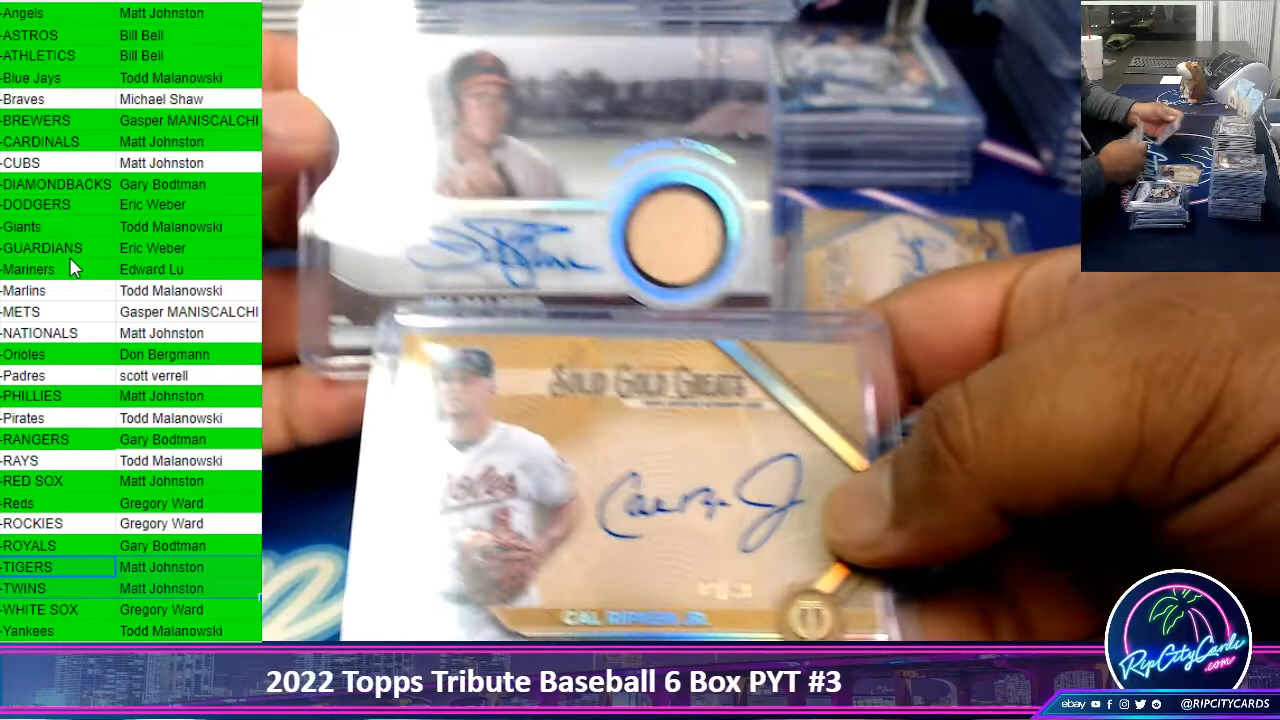 -Angels Matt Johnston
-ASTROS Bill Bell
-ATHLETICS Bill Bell
-Blue Jays Todd Malanowski
-Braves Michael Shaw
-BREWERS Gasper MANISCALCHI
-CARDINALS Matt Johnston
-CUBS Matt Johnston
-DIAMONDBACKS Gary Bodtman
-DODGERS Eric Weber
-Giants Todd Malanowski
-GUARDIANS Eric Weber
-Mariners Edward Lu
-Marlins Todd Malanowski
-METS Gasper MANISCALCHI
-NATIONALS Matt Johnston
-Orioles Don Bergmann
-Padres scott verrell
-PHILLIES Matt Johnston
-Pirates Todd Malanowski
-RANGERS Gary Bodtman
-RAYS Todd Malanowski
-RED SOX Matt Johnston
-Reds Gregory Ward
-ROCKIES Gregory Ward
-ROYALS Gary Bodtman
-TIGERS Matt Johnston
-TWINS Matt Johnston
-WHITE SOX Gregory Ward
-Yankees Todd Malanowski
SOLID GOLD GREATS
CAL RIPKEN JR.
2022 Topps Tribute Baseball 6 Box PYT #3
RipCityCards
.com
ebay @RIPCITYCARDS